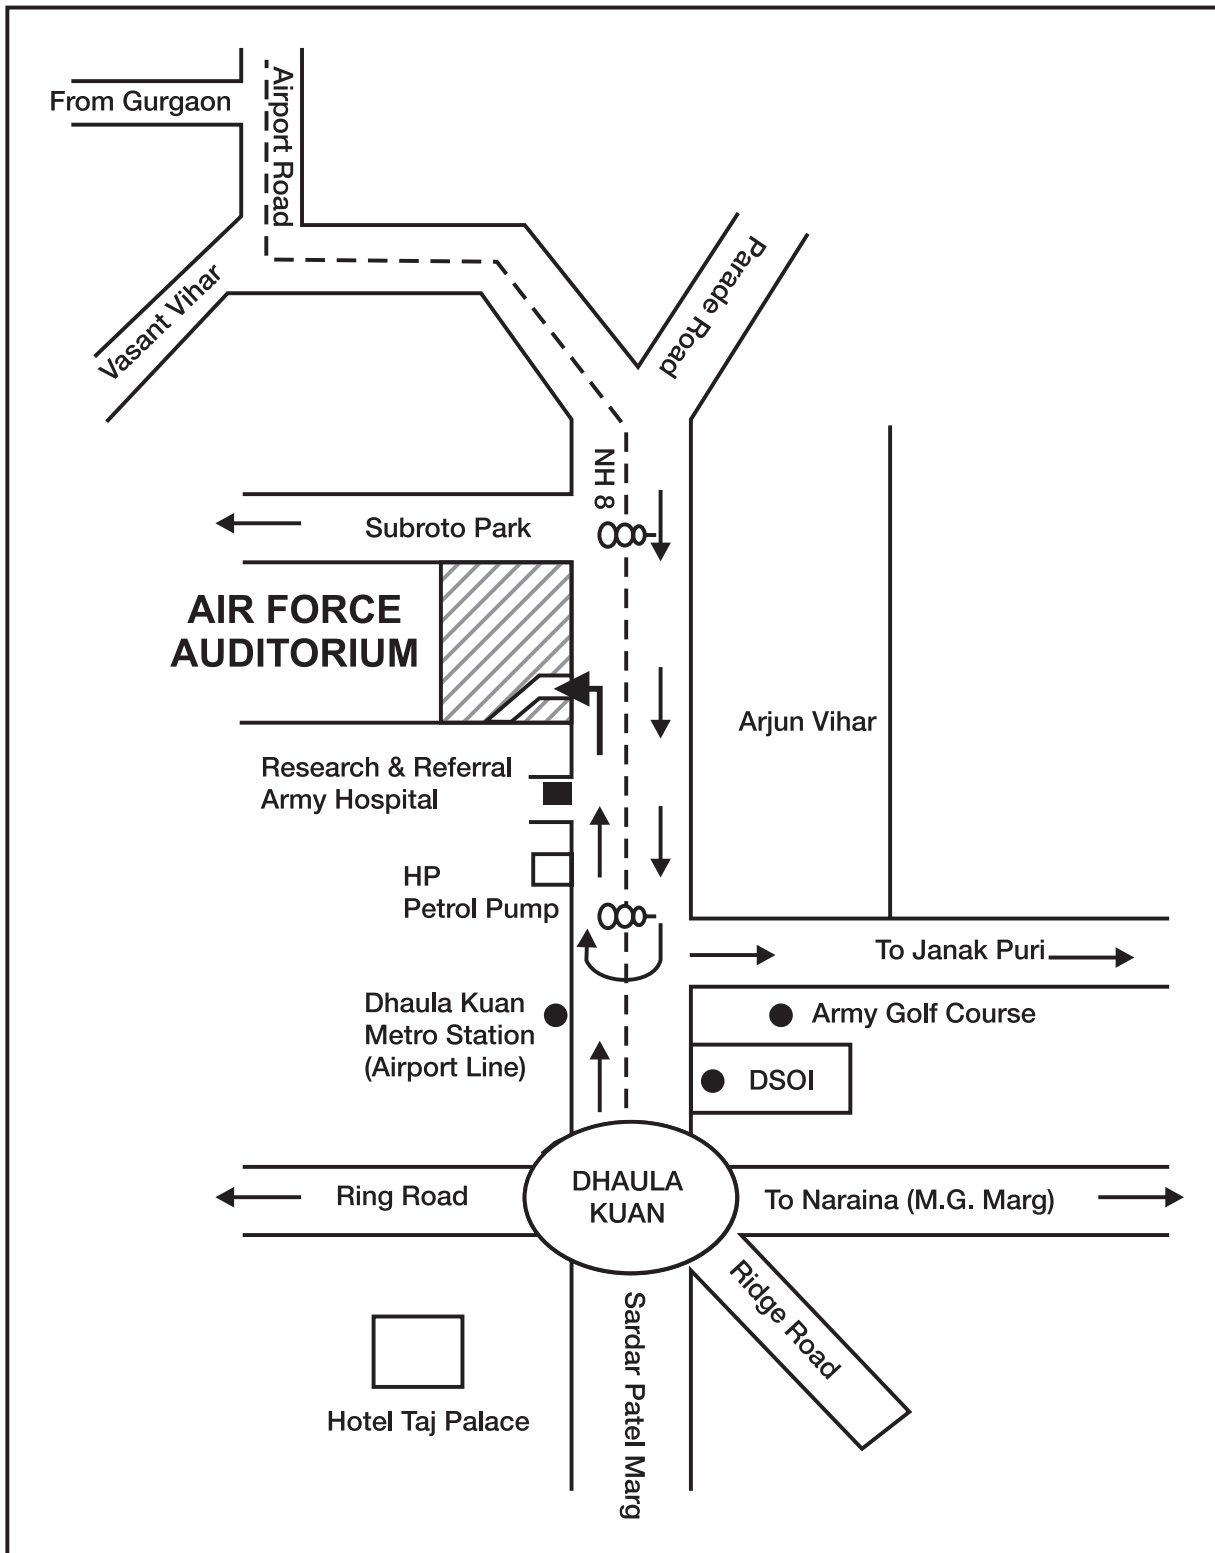 From Gurgaon
Airport Road
Vasant Vihar
Parade Road
NH 8
Subroto Park
AIR FORCE
AUDITORIUM
Arjun Vihar
Research & Referral
Army Hospital
HP
Petrol Pump
To Janak Puri
Dhaula Kuan
Metro Station
(Airport Line)
Army Golf Course
DSOI
Ring Road
DHAULA
KUAN
To Naraina (M.G. Marg)
Ridge Road
Sardar Patel Marg
Hotel Taj Palace